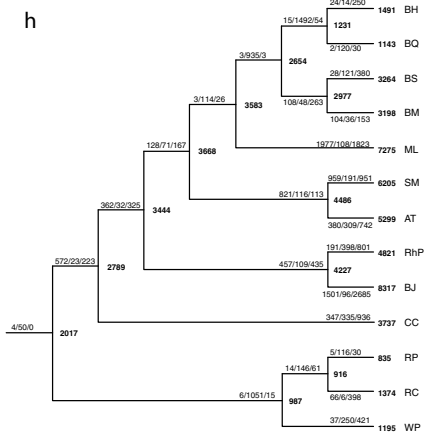 h
24/14/250
1491 BH
15/1492/54
1231
2/120/30
1143 BQ
3/935/3
2654
28/121/380
3264 BS
2977
108/48/263
104/36/153
3198 BM
3/114/26
3583
1977/108/1823
7275 ML
128/71/167
3668
959/191/951
6205 SM
821/116/113
4486
380/309/742
5299 AT
362/32/325
3444
191/398/801
4821 RhP
457/109/435
4227
1501/96/2685
8317 BJ
572/23/223
2789
347/335/936
3737 CC
4/50/0
2017
5/116/30
835 RP
14/146/61
916
66/6/398
1374 RC
6/1051/15
987
37/250/421
1195 WP